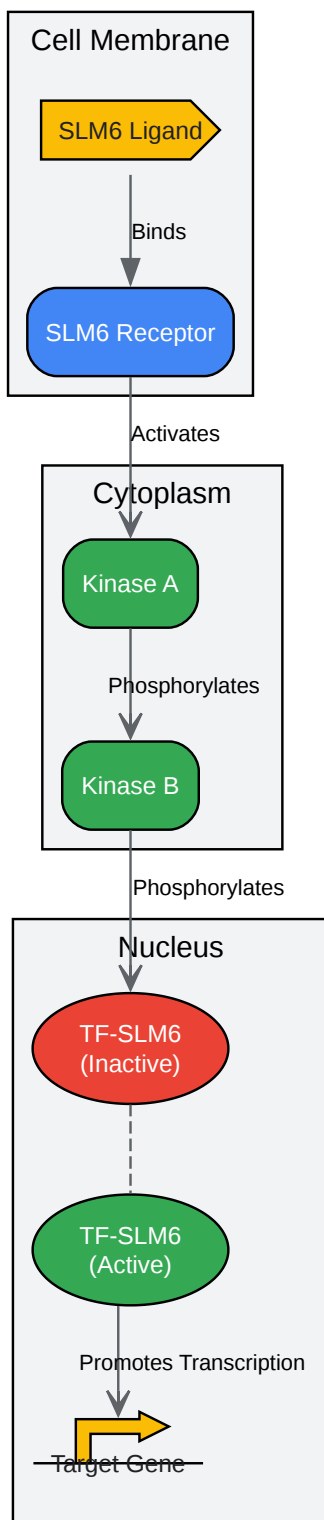 Cell Membrane
SLM6 Ligand
Binds
SLM6 Receptor
Activates
Cytoplasm
Kinase A
Phosphorylates
Kinase B
Phosphorylates
Nucleus
TF-SLM6
(Inactive)
TF-SLM6
(Active)
Promotes Transcription
Target Gene